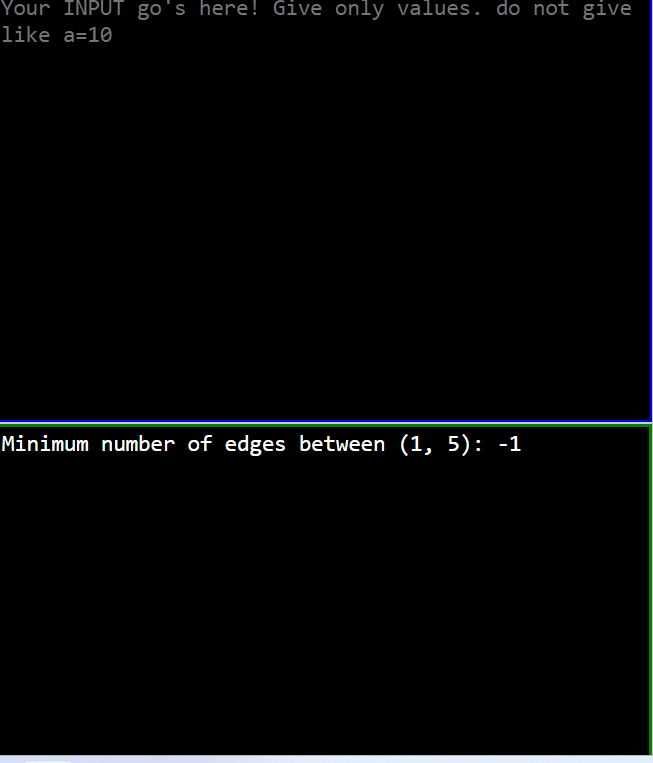 Your INPUT go's here! Give only values. do not give
like a=10
Minimum number of edges between (1, 5): -1